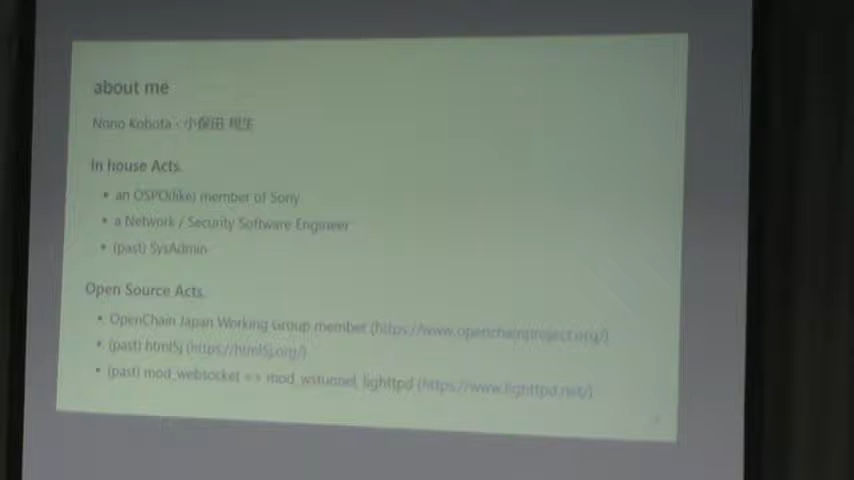 about me
Nono Kobota - 小保田
In house Acts.
• an OSPO(like) member of Sony
• a Network / Security Software Engineer
• (past) SysAdmin
Open Source Acts.
• OpenChain Japan Working Group member (https://www.openchainproject.org/)
• (past) html5j (https://html5j.org/)
• (past) mod_websocket => mod_wstunnel, lighttpd (https://www.lighttpd.net/)